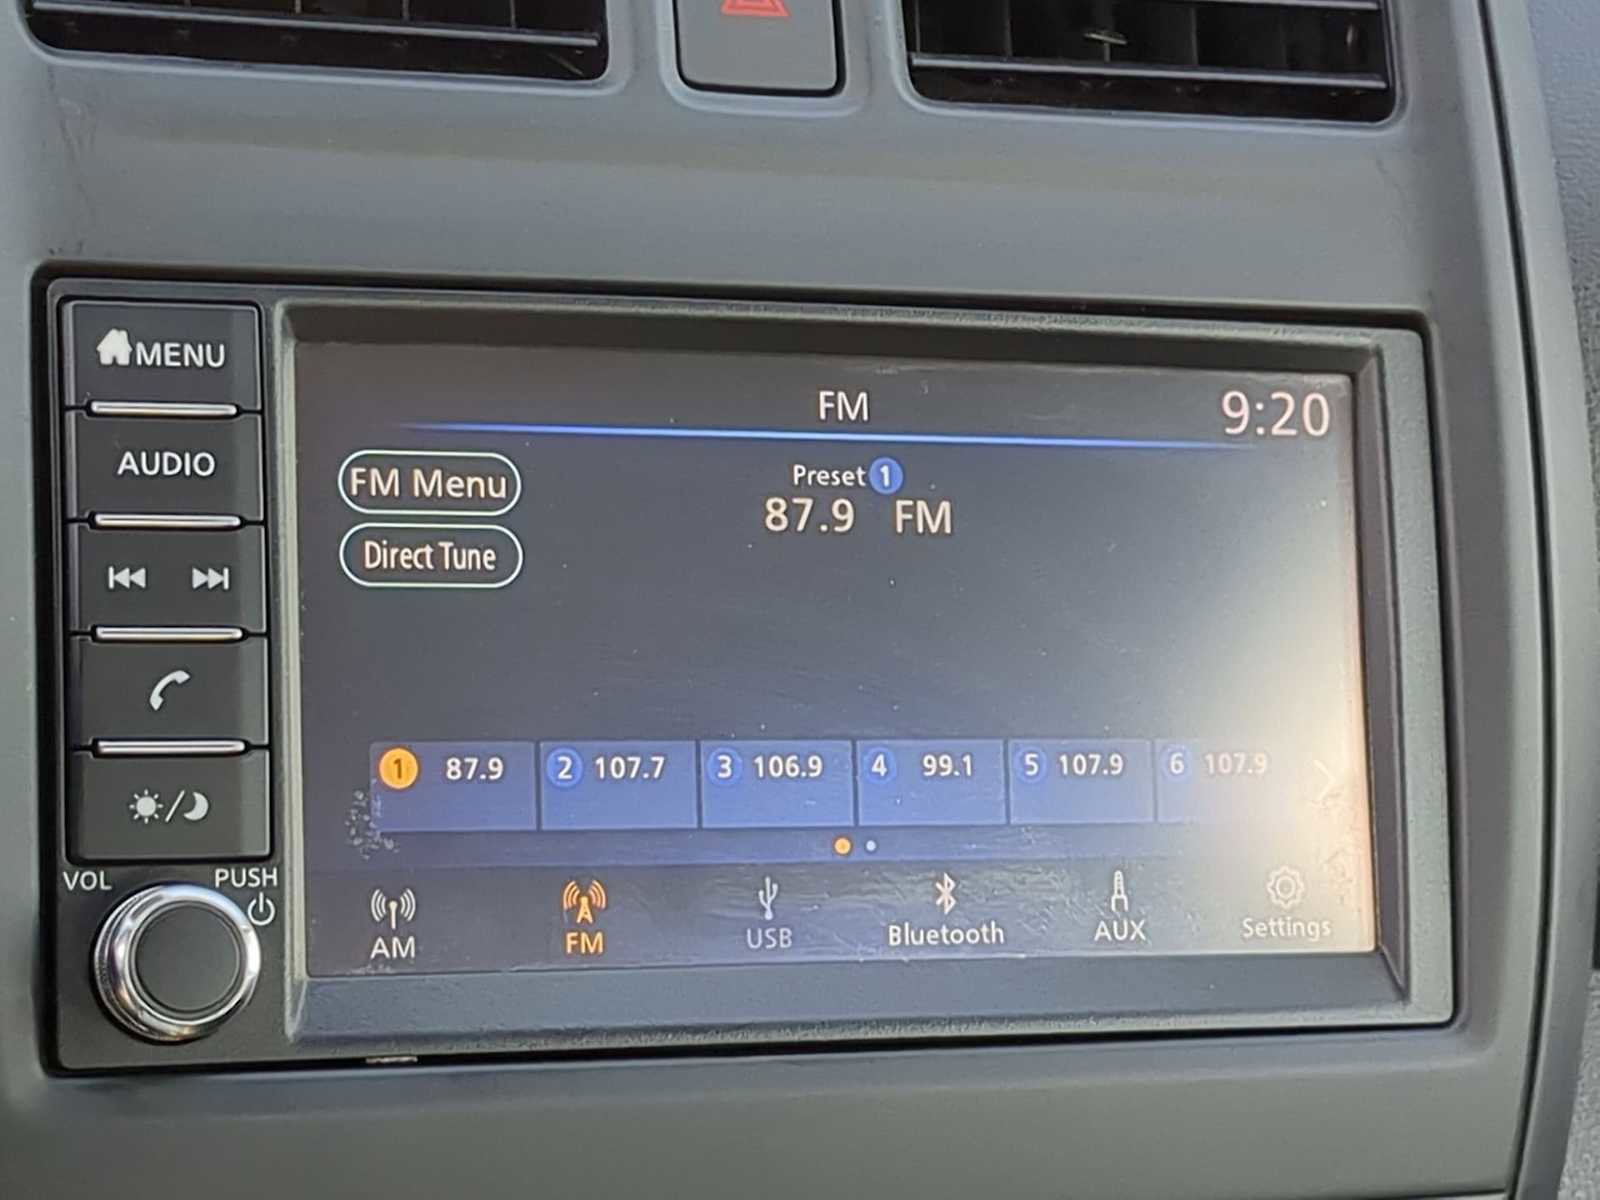 MENU
AUDIO
VOL
PUSH
FM
9:20
FM Menu
Preset 1
87.9 FM
Direct Tune
1 87.9
2 107.7
3 106.9
4 99.1
5 107.9
6 107.9
AM
FM
USB
Bluetooth
AUX
Settings